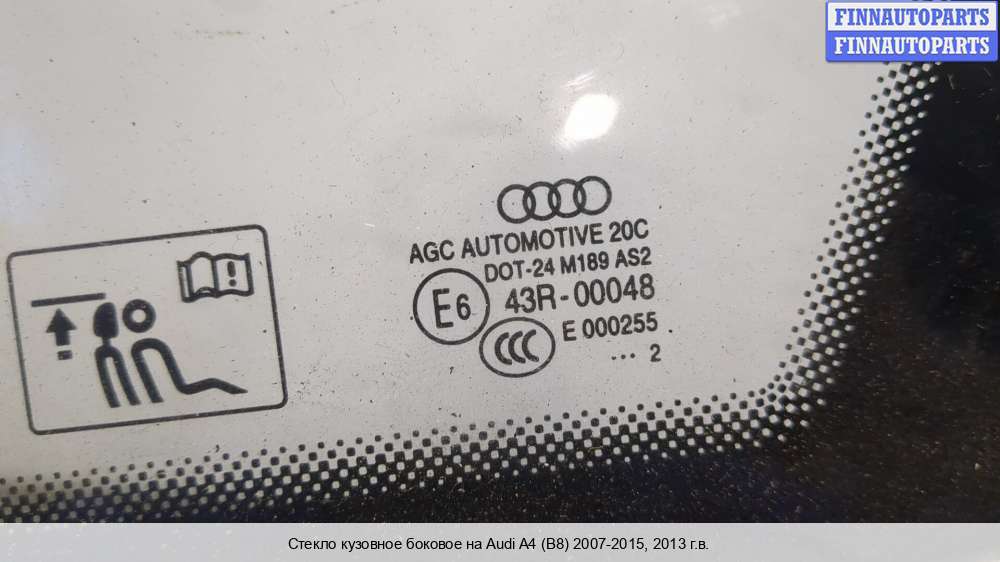 FINNAUTOPARTS
FINNAUTOPARTS
AGC AUTOMOTIVE 20C
DOT-24 M189 AS2
E6 43R-00048
CCC E 000255
... 2
!
Стекло кузовное боковое на Audi A4 (B8) 2007-2015, 2013 г.в.